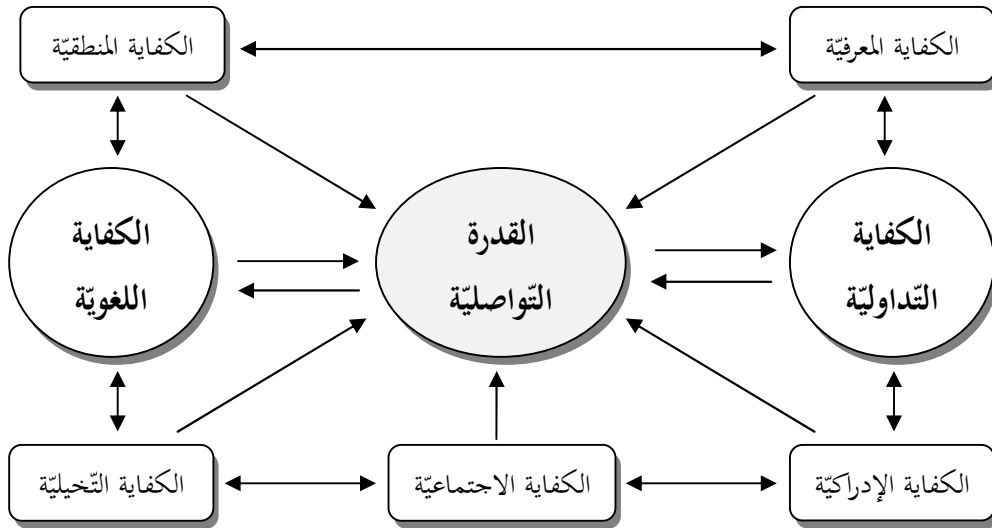 الكفاية المعرفيّة
الكفاية المنطقيّة
الكفاية
التّداوليّة
القدرة
التّواصليّة
الكفاية
اللغويّة
الكفاية الإدراكيّة
الكفاية الاجتماعيّة
الكفاية التّخيليّة